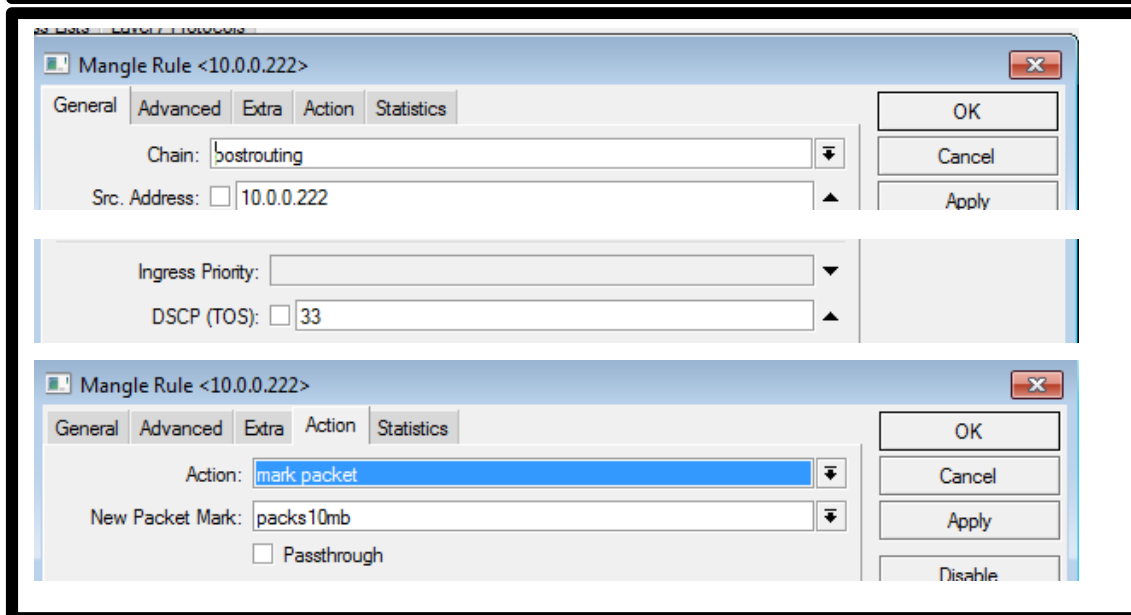 Mangle Rule <10.0.0.222>
General Advanced Extra Action Statistics
OK
Chain: postrouting
Cancel
Src. Address: 10.0.0.222
Apply
Ingress Priority:
DSCP (TOS): 33
Mangle Rule <10.0.0.222>
General Advanced Extra Action Statistics
OK
Action: mark packet
Cancel
New Packet Mark: packs10mb
Apply
Passthrough
Disable